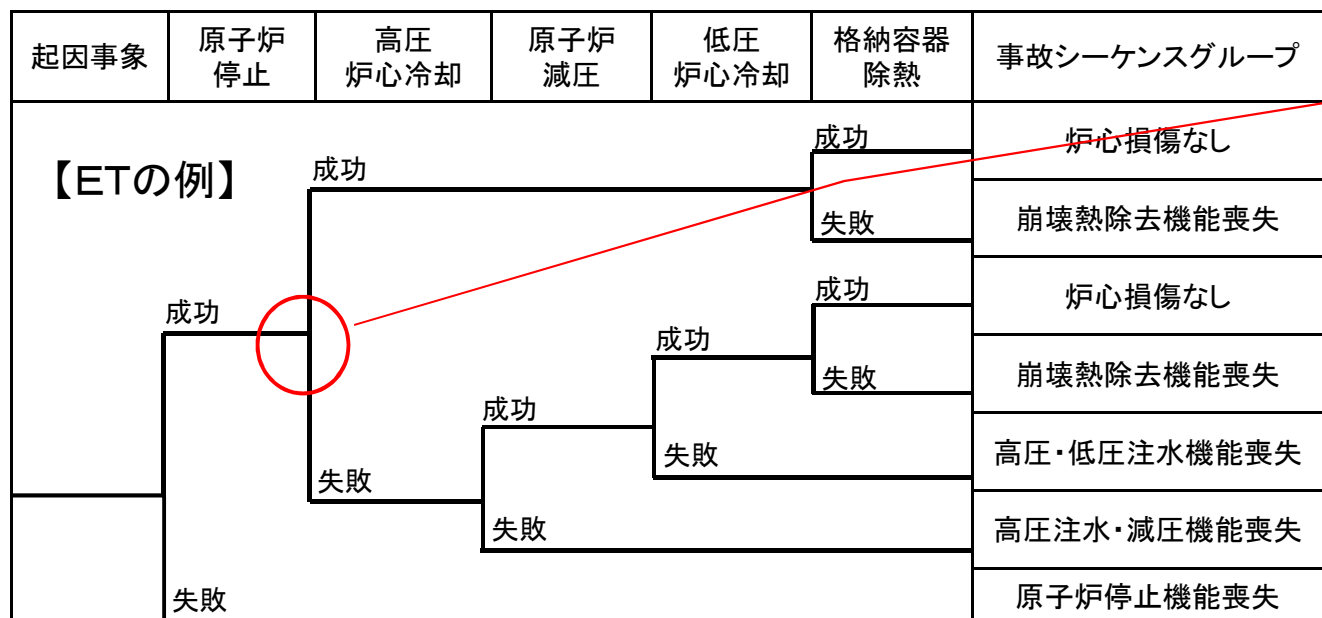 起因事象
原子炉
停止
高圧
炉心冷却
原子炉
減圧
低圧
炉心冷却
格納容器
除熱
事故シーケンスグループ
【ETの例】
成功
成功
炉心損傷なし
失敗
崩壊熱除去機能喪失
成功
成功
炉心損傷なし
成功
失敗
崩壊熱除去機能喪失
成功
失敗
高圧・低圧注水機能喪失
失敗
失敗
高圧注水・減圧機能喪失
失敗
原子炉停止機能喪失